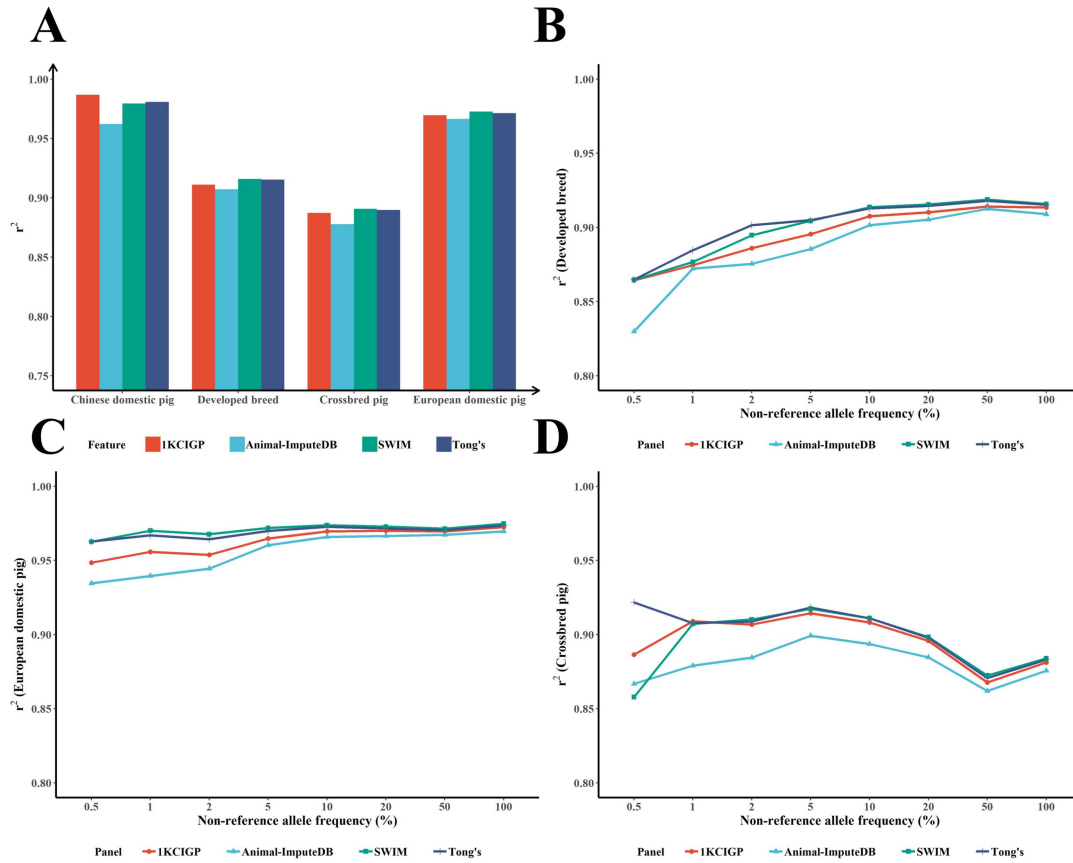 A
1.00
0.95
0.90
0.85
0.80
0.75
r²
Chinese domestic pig Developed breed Crossbred pig European domestic pig
Feature 1KCIGP Animal-ImputeDB SWIM Tong's
B
1.00
0.95
0.90
0.85
0.80
r² (Developed breed)
0.5 1 2 5 10 20 50 100
Non-reference allele frequency (%)
Panel 1KCIGP Animal-ImputeDB SWIM Tong's
C
1.00
0.95
0.90
0.85
0.80
r² (European domestic pig)
0.5 1 2 5 10 20 50 100
Non-reference allele frequency (%)
Panel 1KCIGP Animal-ImputeDB SWIM Tong's
D
1.00
0.95
0.90
0.85
0.80
r² (Crossbred pig)
0.5 1 2 5 10 20 50 100
Non-reference allele frequency (%)
Panel 1KCIGP Animal-ImputeDB SWIM Tong's